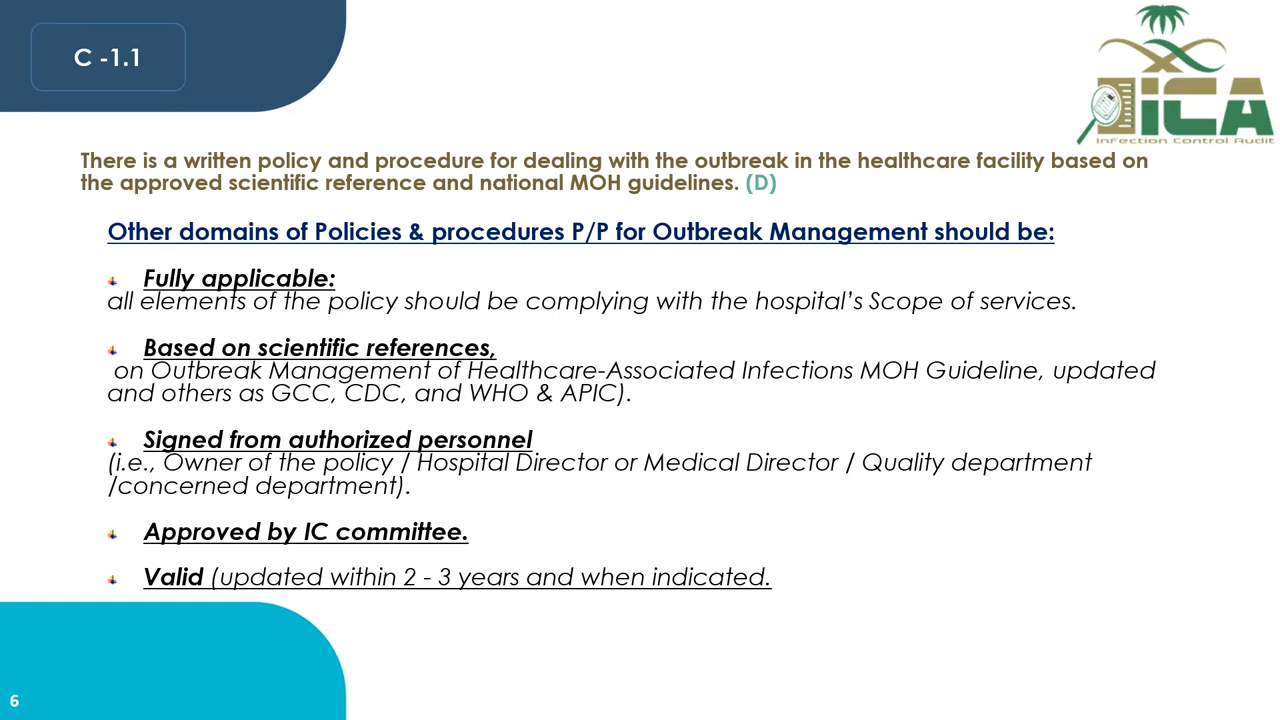 C -1.1
iCA
Infection Control Audit
There is a written policy and procedure for dealing with the outbreak in the healthcare facility based on
the approved scientific reference and national MOH guidelines. (D)
Other domains of Policies & procedures P/P for Outbreak Management should be:
Fully applicable:
all elements of the policy should be complying with the hospital's Scope of services.
Based on scientific references,
on Outbreak Management of Healthcare-Associated Infections MOH Guideline, updated
and others as GCC, CDC, and WHO & APIC).
Signed from authorized personnel
(i.e., Owner of the policy / Hospital Director or Medical Director / Quality department
/concerned department).
Approved by IC committee.
Valid (updated within 2 - 3 years and when indicated.
6